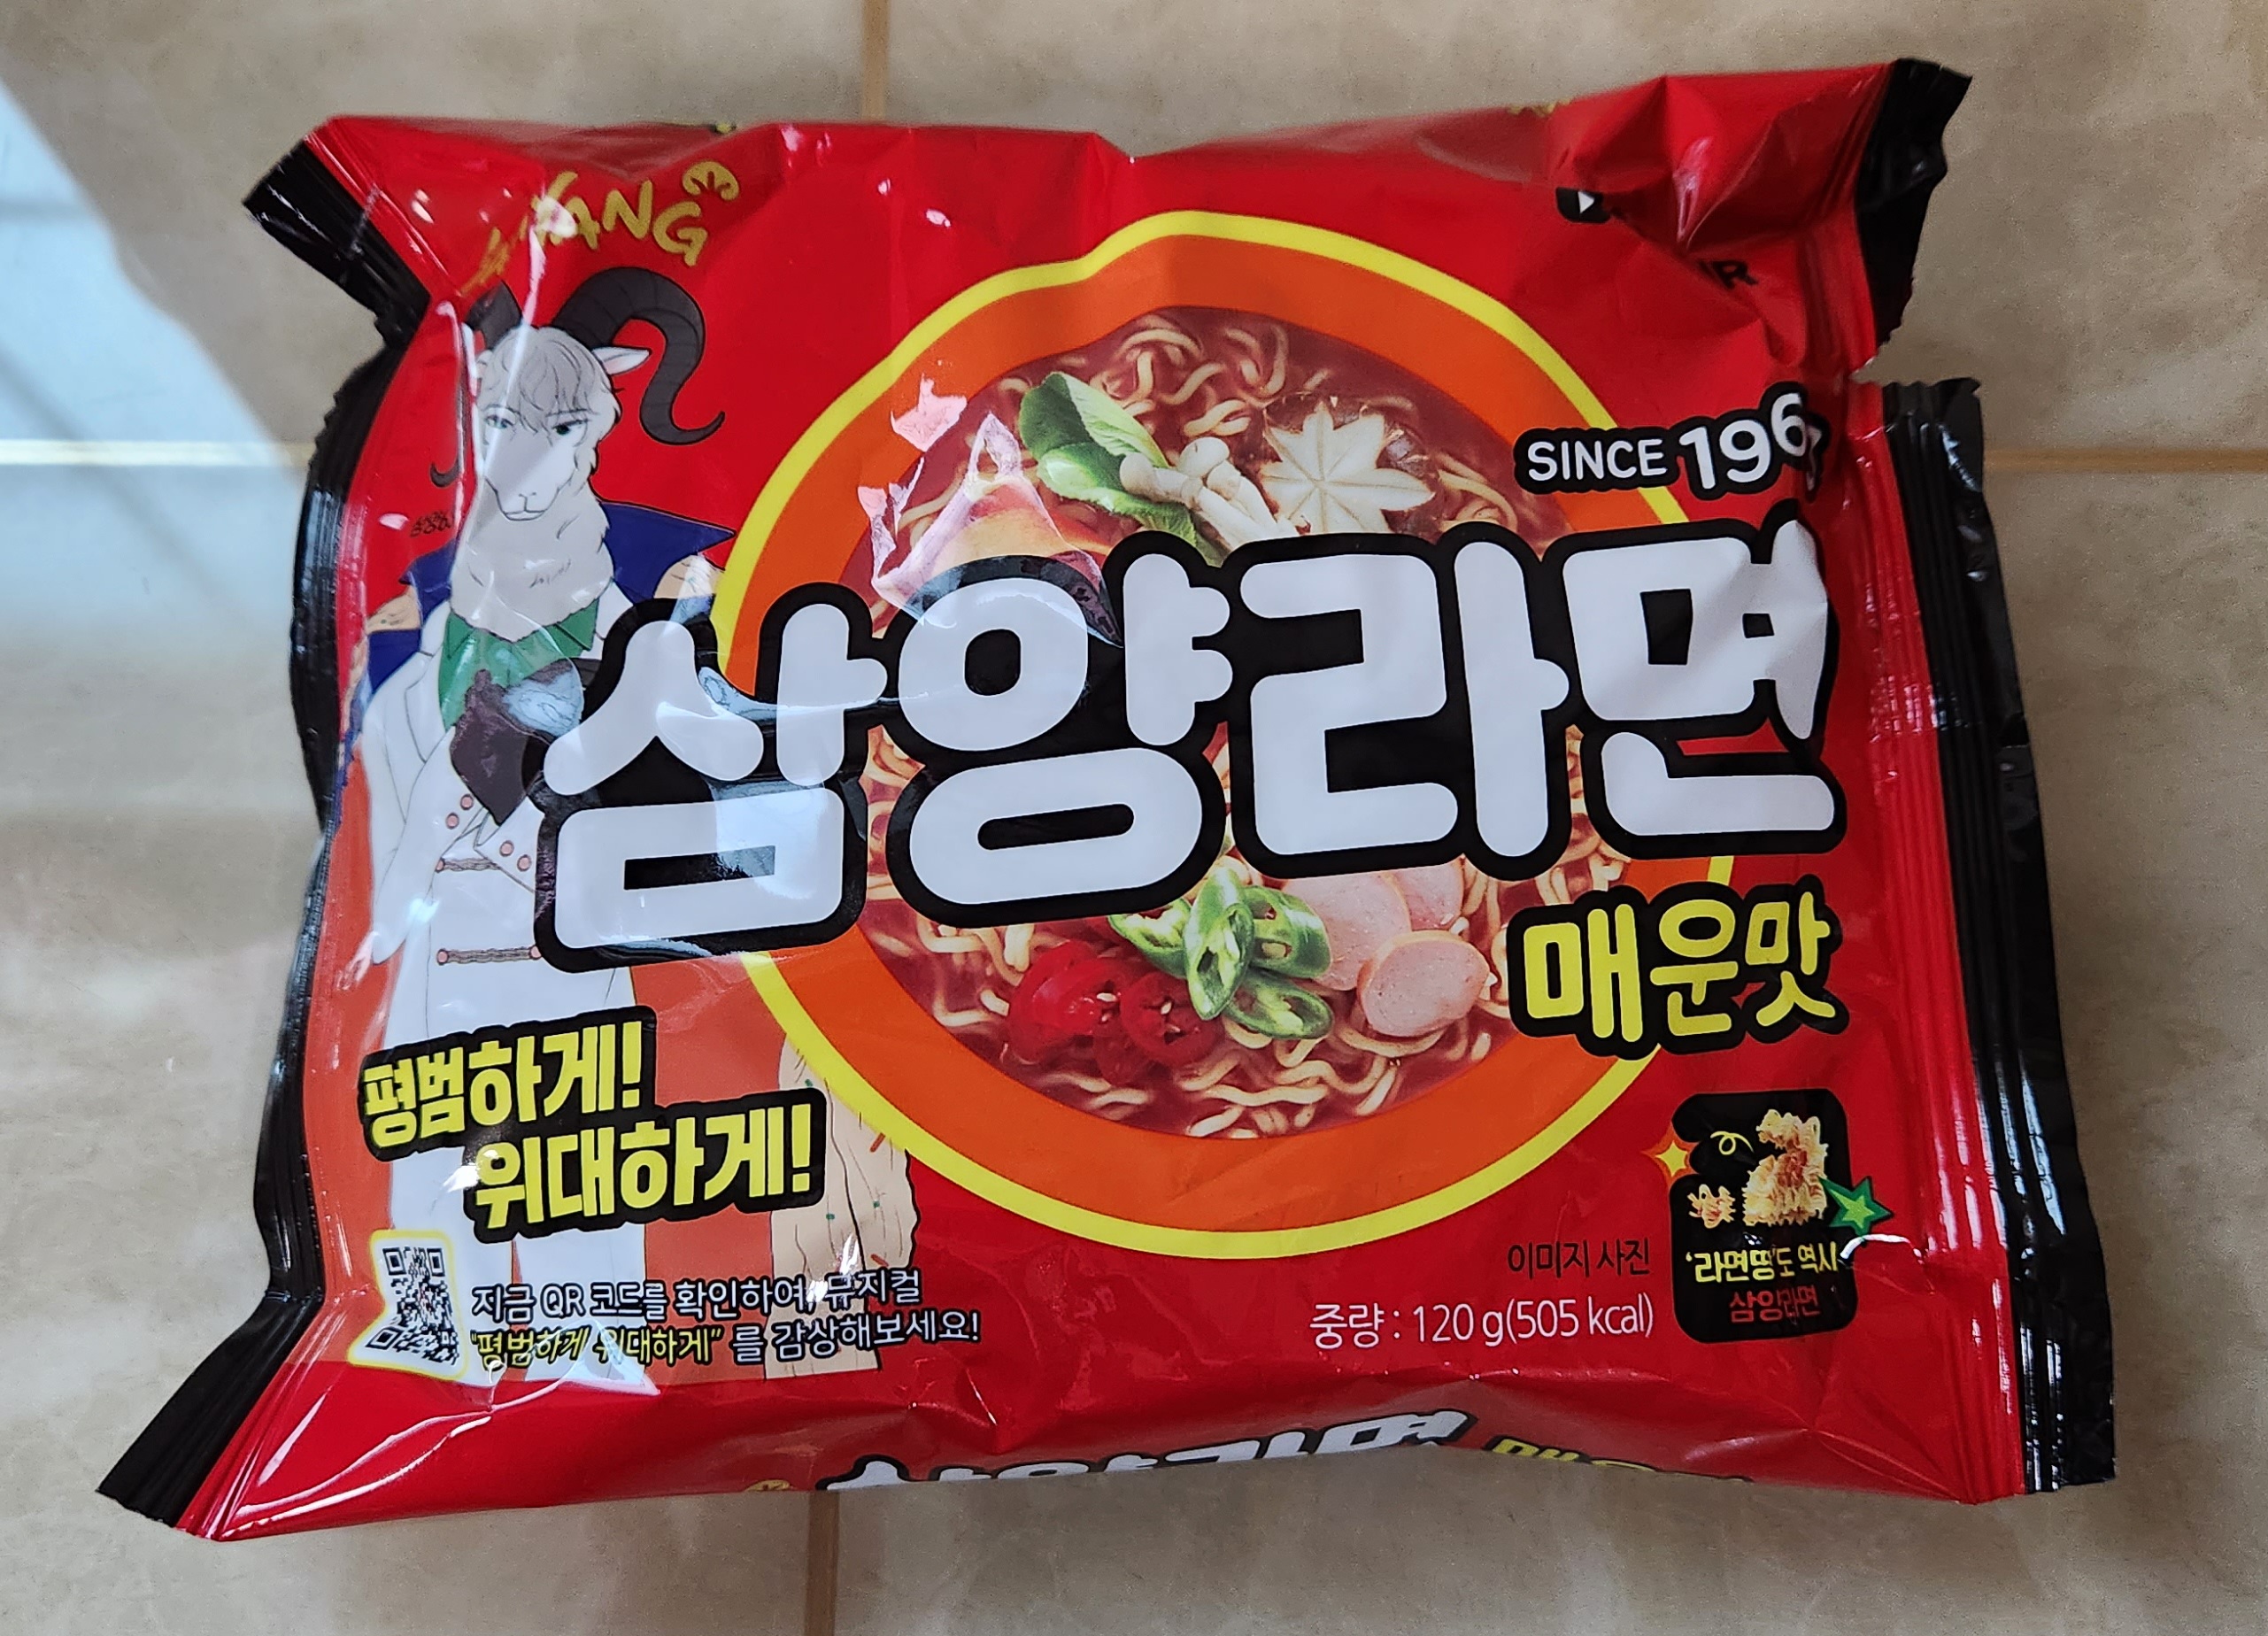 SINCE 196
삼양라면
매운맛
평범하게!
위대하게!
지금 QR 코드를 확인하여, 뮤지컬
"평범하게 위대하게" 를 감상해보세요!
이미지 사진
중량 : 120 g(505 kcal)
'라면땅'도 역시
삼양라면